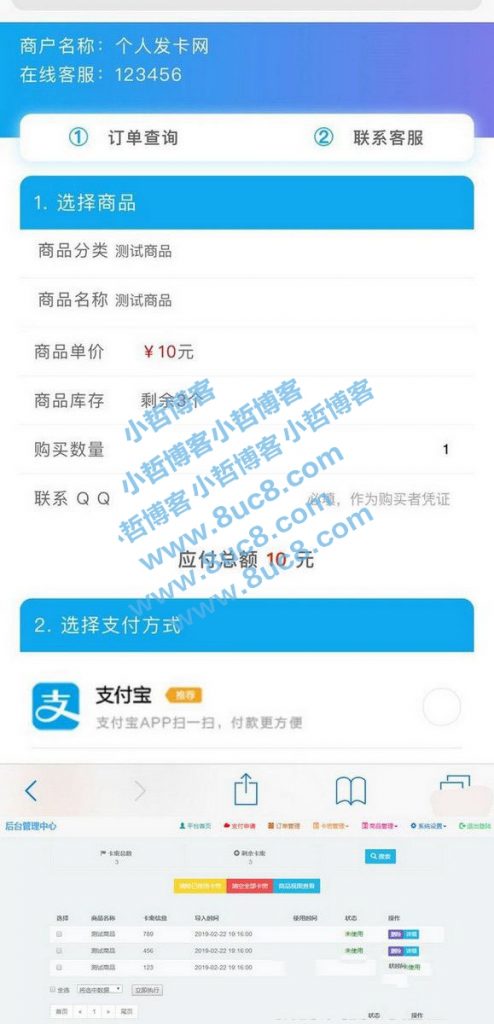 商户名称：个人发卡网
在线客服：123456
① 订单查询 ② 联系客服
1. 选择商品
商品分类 测试商品
商品名称 测试商品
商品单价 ￥10元
商品库存 剩余3个
购买数量 1
联系ＱＱ 必填，作为购买者凭证
应付总额 10 元
小哲博客小哲博客
小哲博客 小哲博客 小哲博客
www.8uc8.com
www.8uc8.com
www.8uc8.com
2. 选择支付方式
支付宝 推荐
支付宝APP扫一扫，付款更方便
后台管理中心 平台首页 支付申请 订单管理 卡密管理 商品管理 系统设置 退出登陆
卡密总数 剩余卡密 搜索
3 3
清空全部卡密
选择 商品名称 卡密信息 导入时间 使用时间 状态 操作
测试商品 789 2019-02-22 19:16:00 未使用 删除 详情
测试商品 456 2019-02-22 19:16:00 未使用 删除 详情
测试商品 123 2019-02-22 19:16:00 未使用
全选 将选中数据 立即执行
首页 « 1 » 尾页
状态 操作